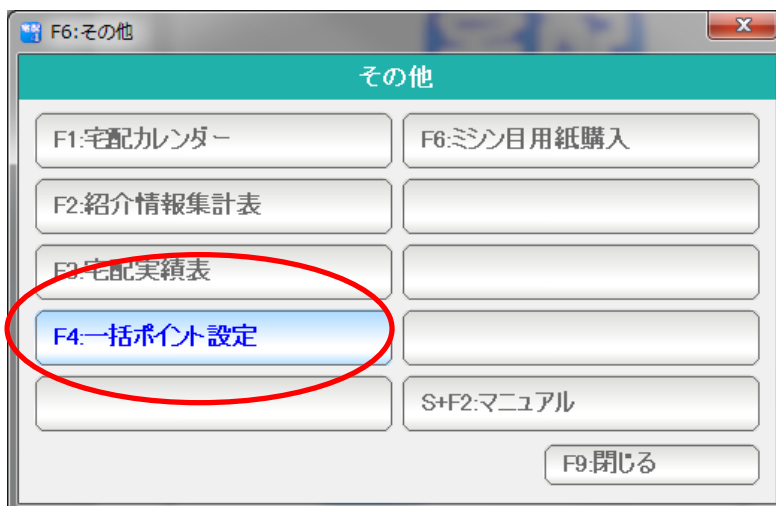 F6:その他
その他
F1:宅配カレンダー
F6:ミシン目用紙購入
F2:紹介情報集計表
F3:宅配実績表
F4:一括ポイント設定
S+F2:マニュアル
F9:閉じる